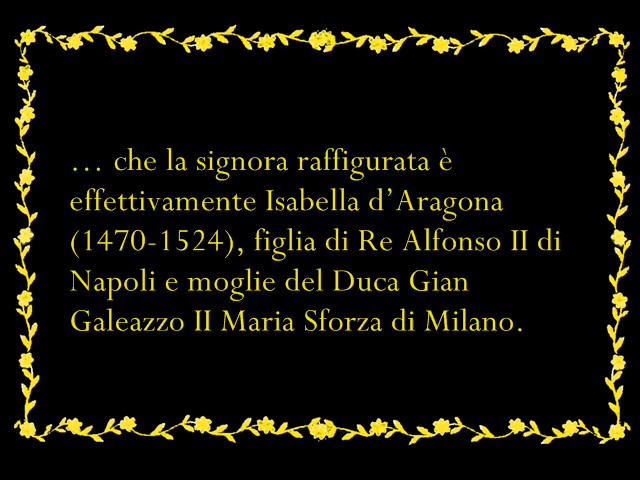 … che la signora raffigurata è
effettivamente Isabella d’Aragona
(1470-1524), figlia di Re Alfonso II di
Napoli e moglie del Duca Gian
Galeazzo II Maria Sforza di Milano.